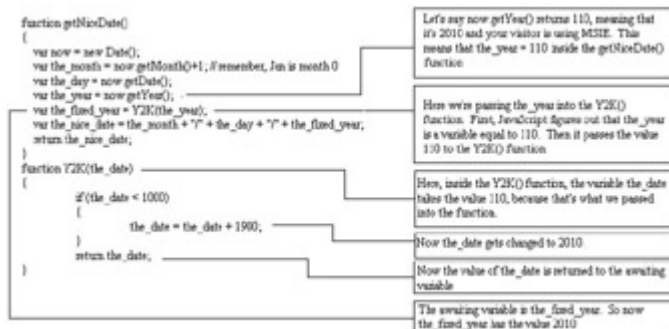 function getNiceDate()
{
var now = new Date();
var the_month = now.getMonth()+1; // remember, Jan is month 0
var the_day = now.getDate();
var the_year = now.getYear();
var the_fixed_year = Y2K(the_year);
var the_nice_date = the_month + "/" + the_day + "/" + the_fixed_year;
return the_nice_date;
}
function Y2K(the_date)
{
if (the_date < 1000)
{
the_date = the_date + 1900;
}
return the_date;
}
Let's say now.getYear() returns 110, meaning that
it's 2010 and your visitor is using MSIE. This
means that the_year = 110 inside the getNiceDate()
function
Here we're passing the_year into the Y2K()
function. First, JavaScript figures out that the_year
is a variable equal to 110. Then it passes the value
110 to the Y2K() function
Here, inside the Y2K() function, the variable the_date
takes the value 110, because that's what we passed
into the function.
Now the_date gets changed to 2010
Now the value of the_date is returned to the awaiting
variable
The awaiting variable is the_fixed_year. So now
the_fixed_year has the value 2010